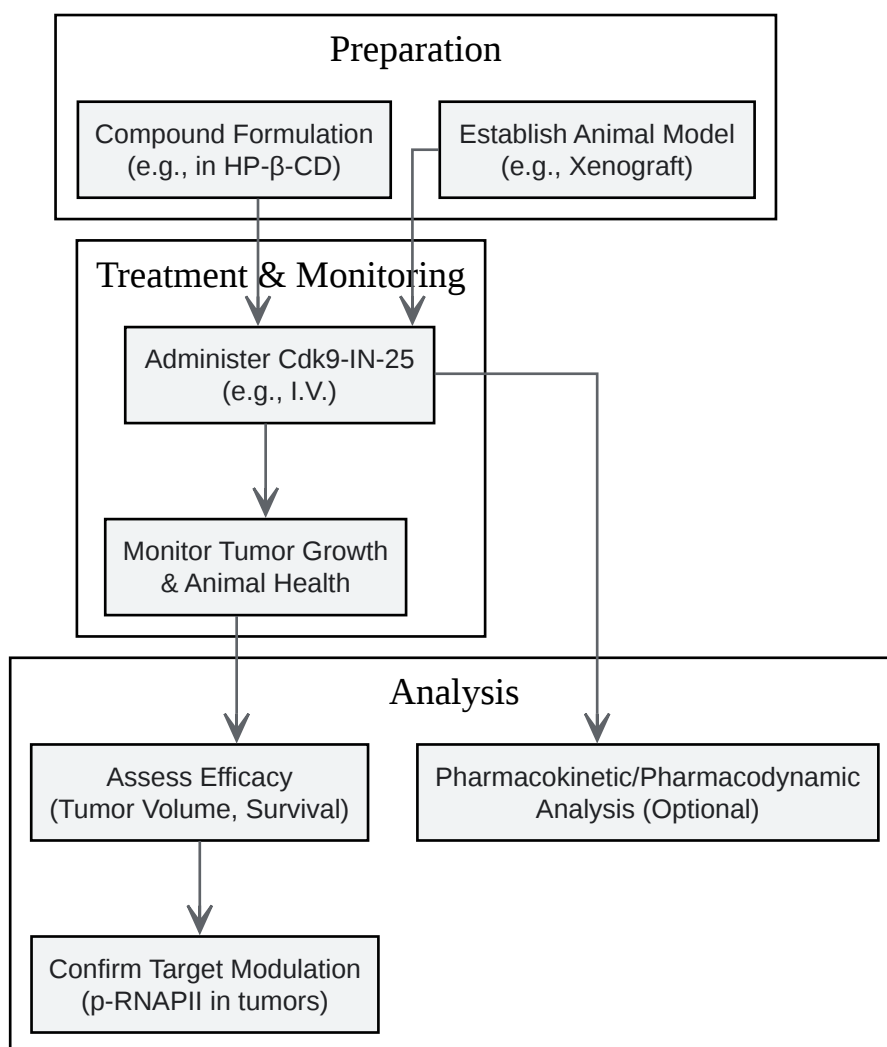 Preparation
Compound Formulation
(e.g., in HP-β-CD)
Establish Animal Model
(e.g., Xenograft)
Treatment & Monitoring
Administer Cdk9-IN-25
(e.g., I.V.)
Monitor Tumor Growth
& Animal Health
Analysis
Assess Efficacy
(Tumor Volume, Survival)
Pharmacokinetic/Pharmacodynamic
Analysis (Optional)
Confirm Target Modulation
(p-RNAPII in tumors)